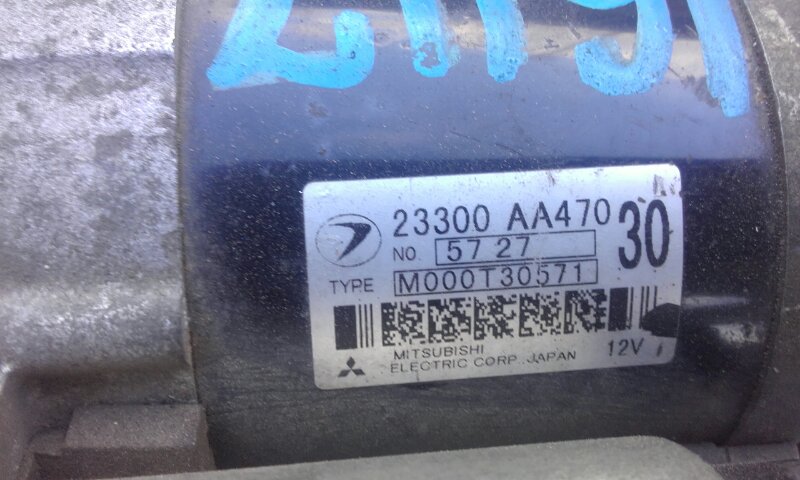 23300 AA470
30
NO. 57 27
TYPE M000T30571
MITSUBISHI
ELECTRIC CORP. JAPAN
12V